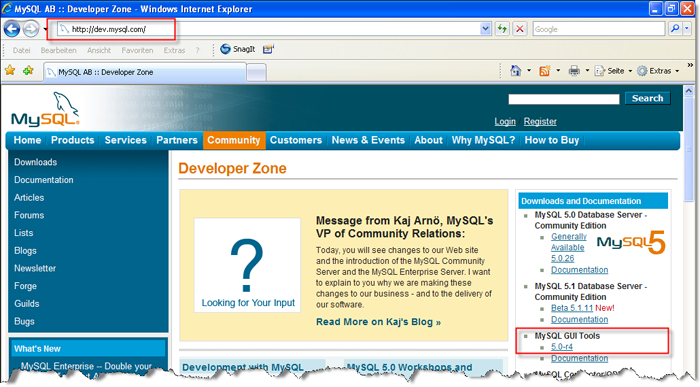 MySQL AB :: Developer Zone - Windows Internet Explorer
http://dev.mysql.com/
Google
Datei Bearbeiten Ansicht Favoriten Extras ?
SnagIt
MySQL AB :: Developer Zone
Seite
Extras
MySQL
Search
Login Register
Home Products Services Partners Community Customers News & Events About Why MySQL? How to Buy
Downloads
Documentation
Articles
Forums
Lists
Blogs
Newsletter
Forge
Guilds
Bugs
What's New
MySQL Enterprise – Double your
Developer Zone
?
Looking for Your Input
Message from Kaj Arnö, MySQL's
VP of Community Relations:
Today, you will see changes to our Web site
and the introduction of the MySQL Community
Server and the MySQL Enterprise Server. I want
to explain to you why we are making these
changes to our business - and to the delivery of
our software.
Read More on Kaj's Blog »
Development with MySQL
MySQL 5.0 Workshops and
Downloads and Documentation
MySQL 5.0 Database Server -
Community Edition
Generally
Available
5.0.26
Documentation
MySQL 5
MySQL 5.1 Database Server -
Community Edition
Beta 5.1.11 New!
Documentation
MySQL GUI Tools
5.0-r4
Documentation